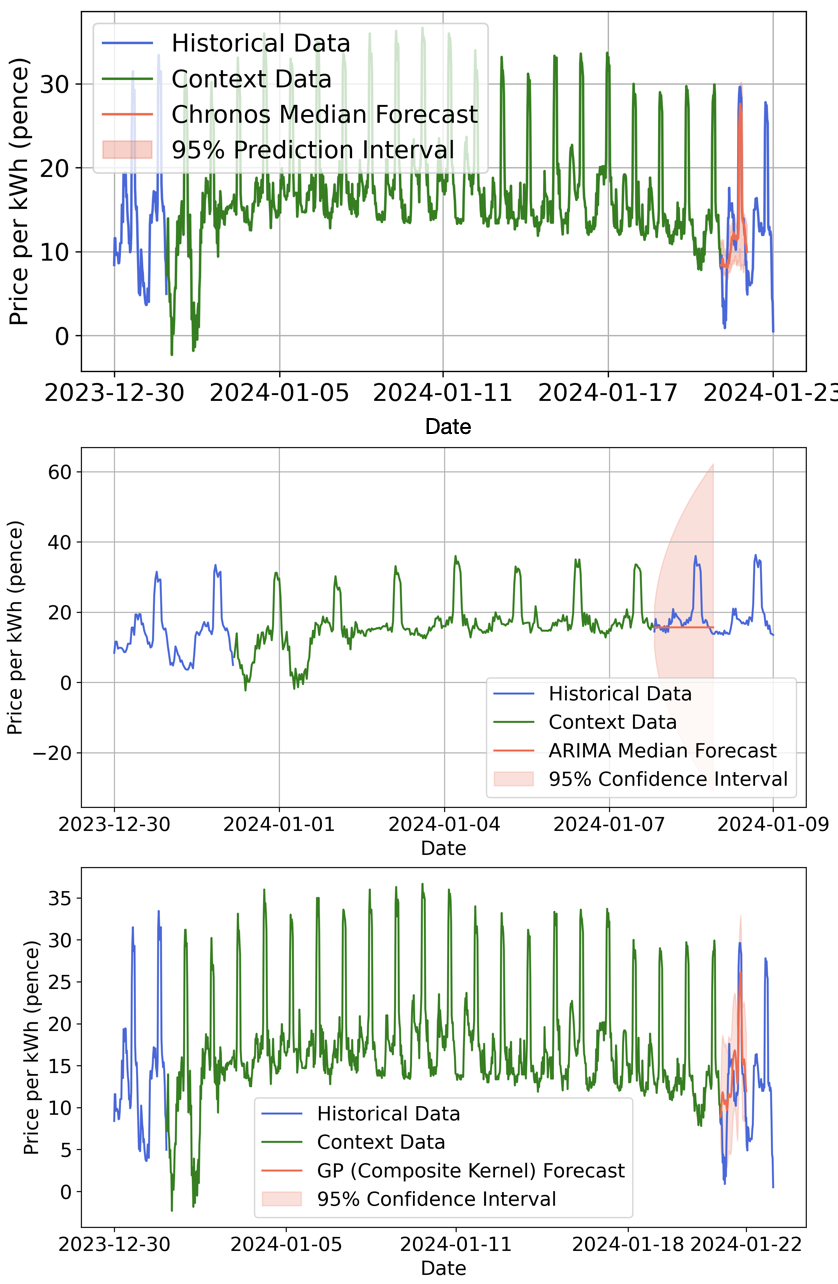 Historical Data
Context Data
Chronos Median Forecast
95% Prediction Interval
Price per kWh (pence)
30
20
10
0
2023-12-30 2024-01-05 2024-01-11 2024-01-17 2024-01-23
Date
Price per kWh (pence)
60
40
20
0
−20
Historical Data
Context Data
ARIMA Median Forecast
95% Confidence Interval
2023-12-30 2024-01-01 2024-01-04 2024-01-07 2024-01-09
Date
Price per kWh (pence)
35
30
25
20
15
10
5
0
Historical Data
Context Data
GP (Composite Kernel) Forecast
95% Confidence Interval
2023-12-30 2024-01-05 2024-01-11 2024-01-18 2024-01-22
Date